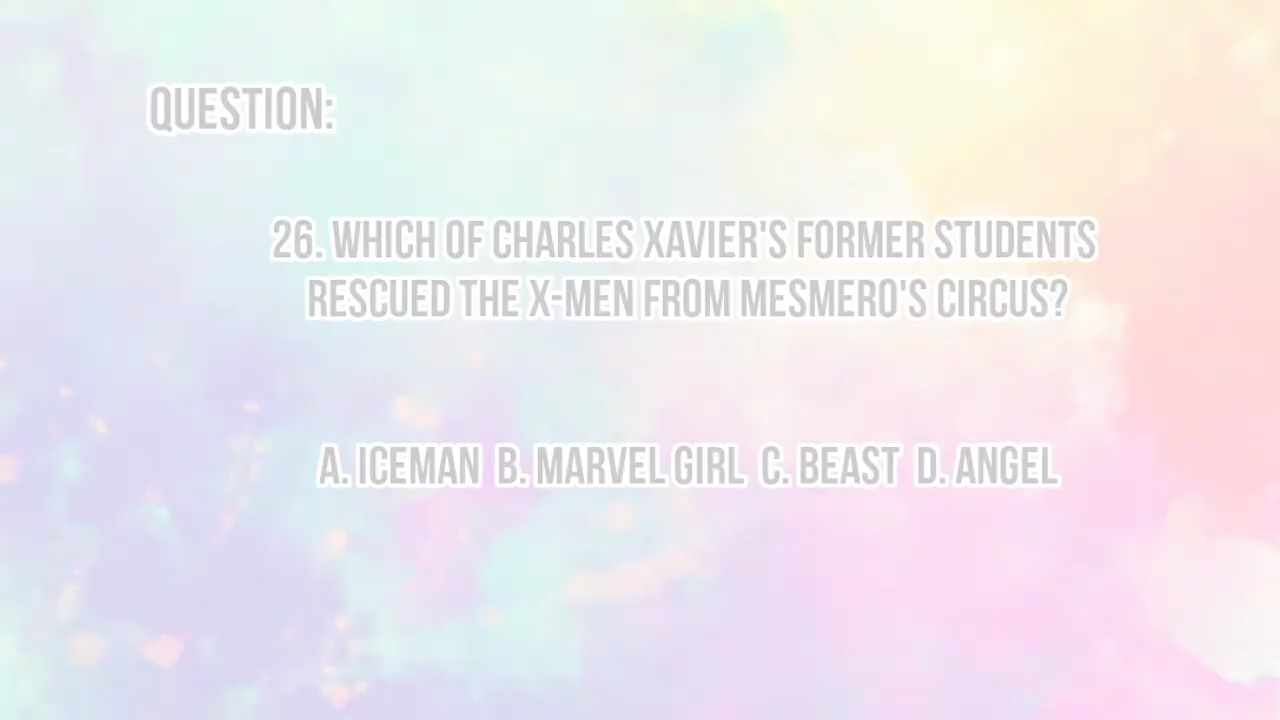 QUESTION:
26. WHICH OF CHARLES XAVIER'S FORMER STUDENTS
RESCUED THE X-MEN FROM MESMERO'S CIRCUS?
A. ICEMAN B. MARVEL GIRL C. BEAST D. ANGEL